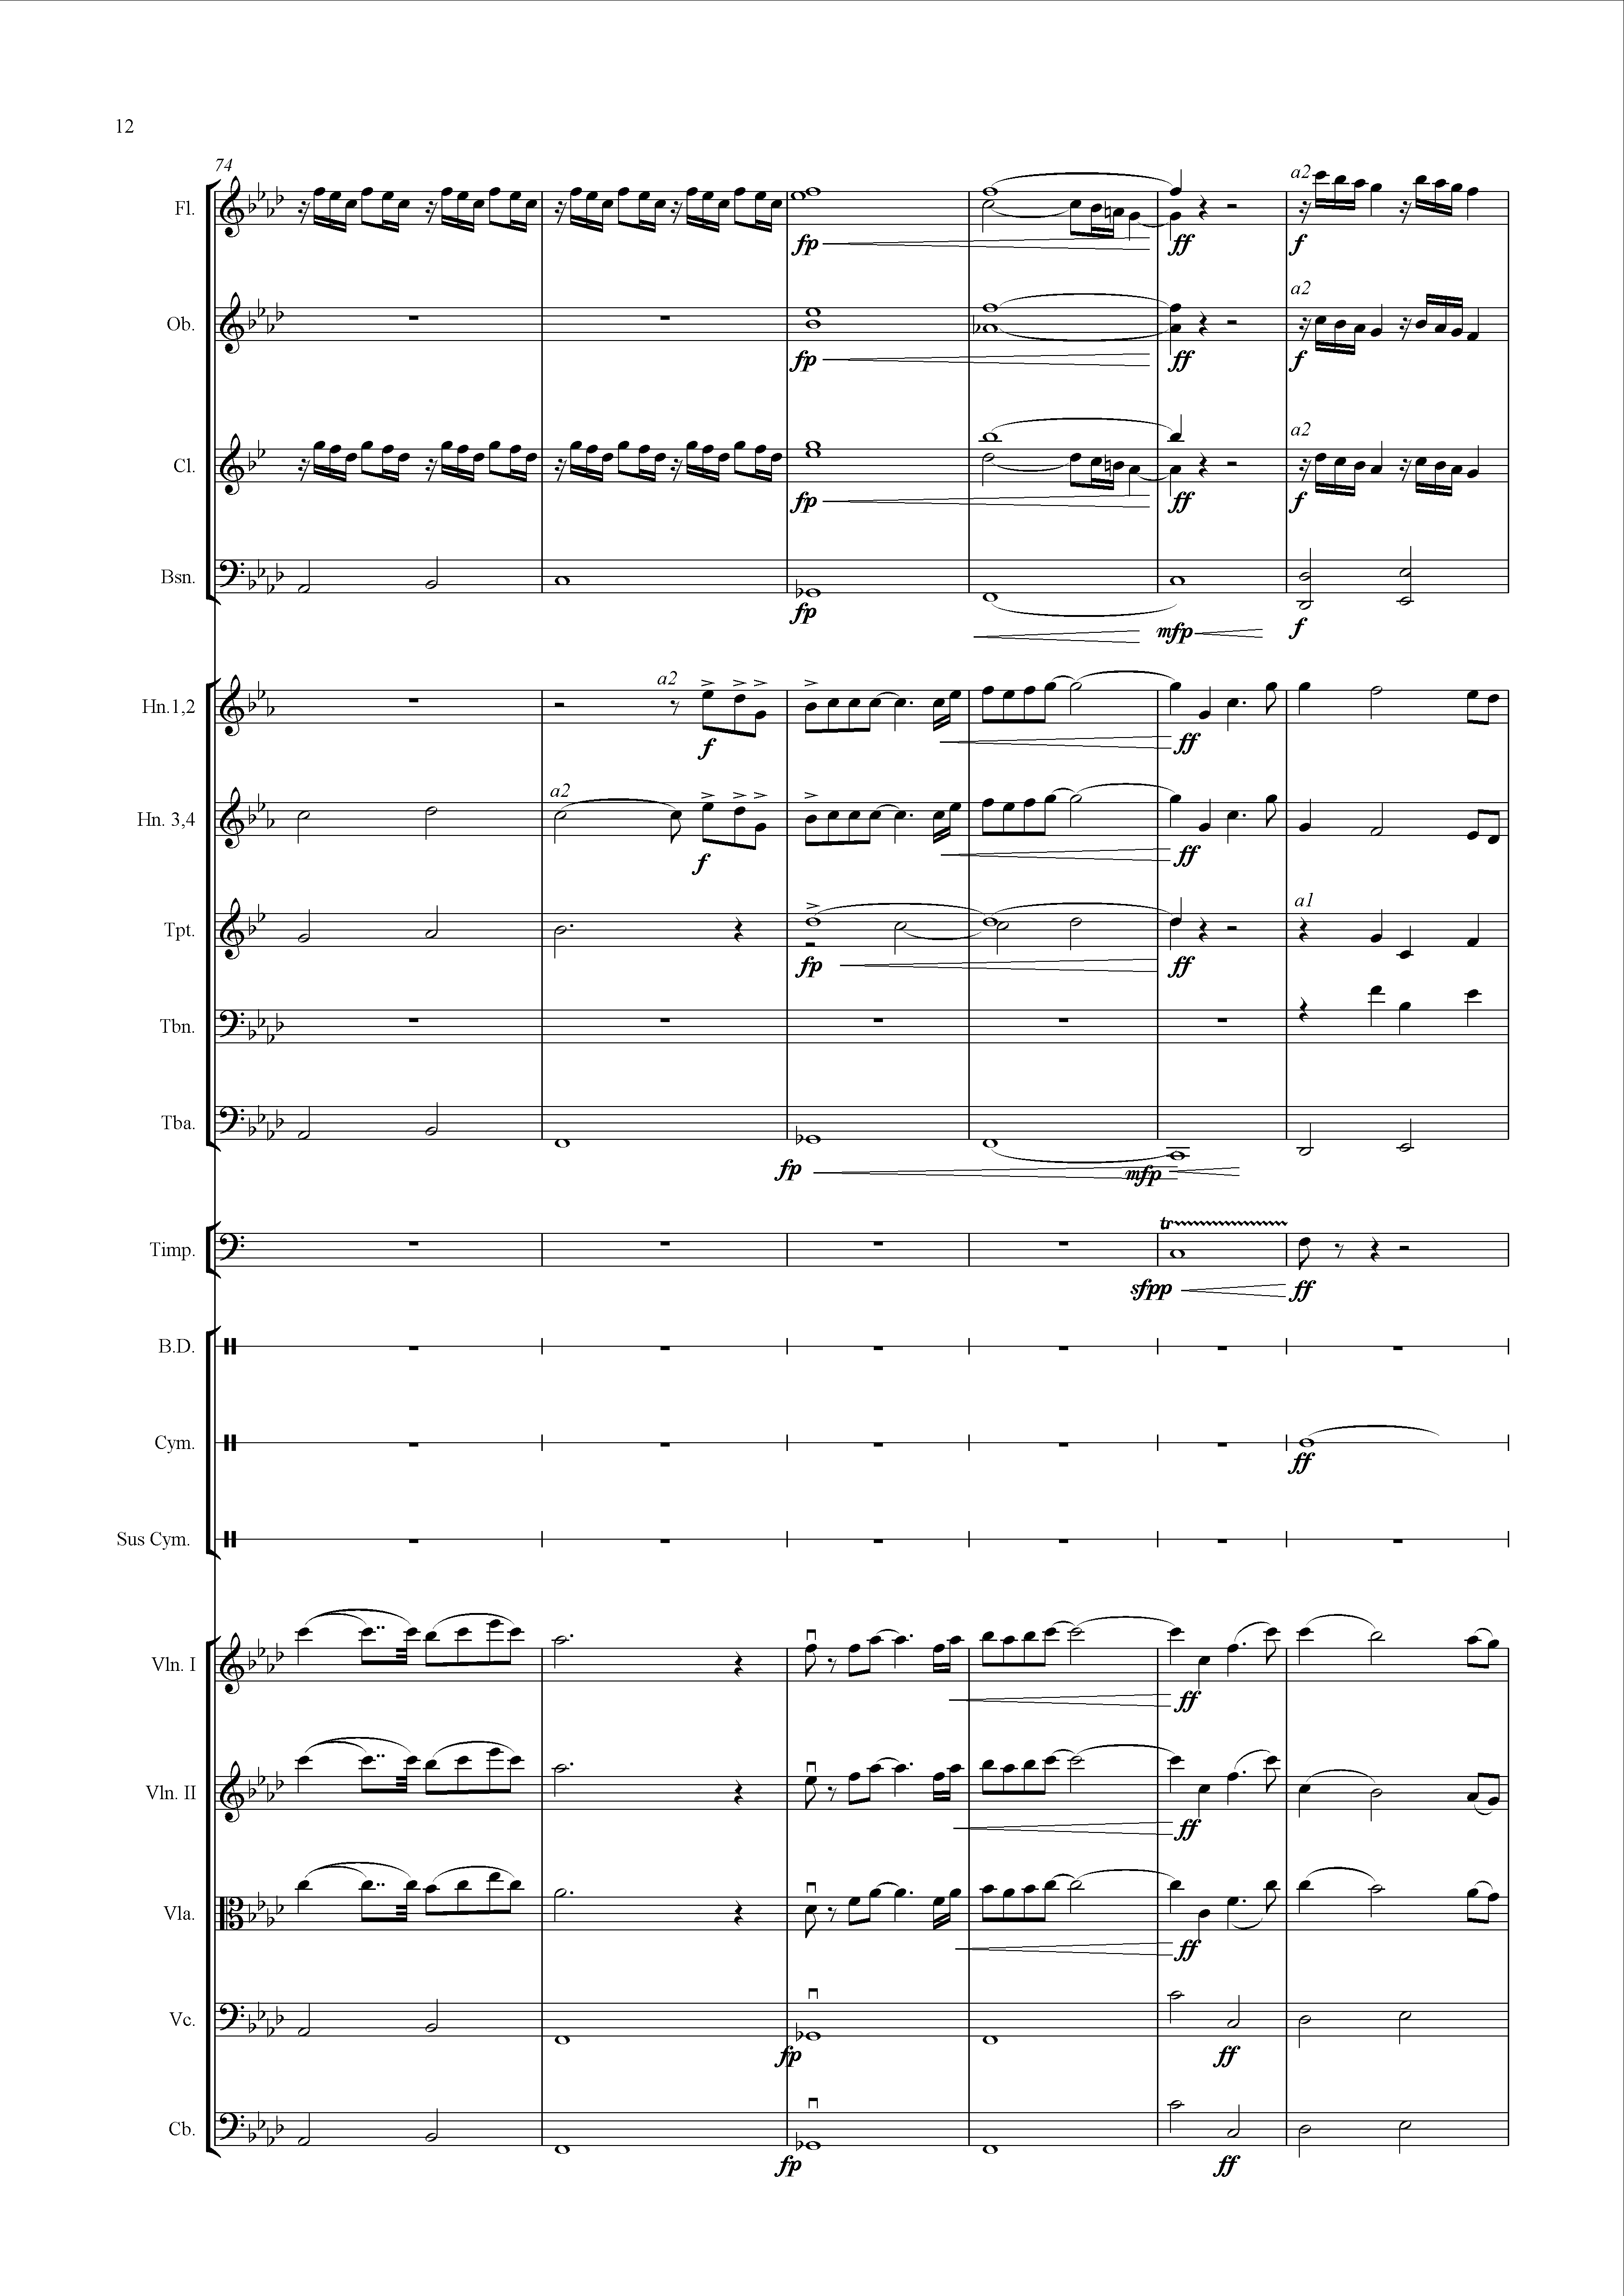 12
74
Fl.
fp
ff
a2
f
Ob.
fp
ff
a2
f
Cl.
fp
ff
a2
f
Bsn.
fp
mfp
f
Hn.1,2
a2
f
ff
Hn. 3,4
a2
f
ff
Tpt.
fp
ff
a1
Tbn.
Tba.
fp
mfp
Timp.
tr
sfpp
ff
B.D.
Cym.
ff
Sus Cym.
Vln. I
ff
Vln. II
ff
Vla.
ff
Vc.
fp
ff
Cb.
fp
ff